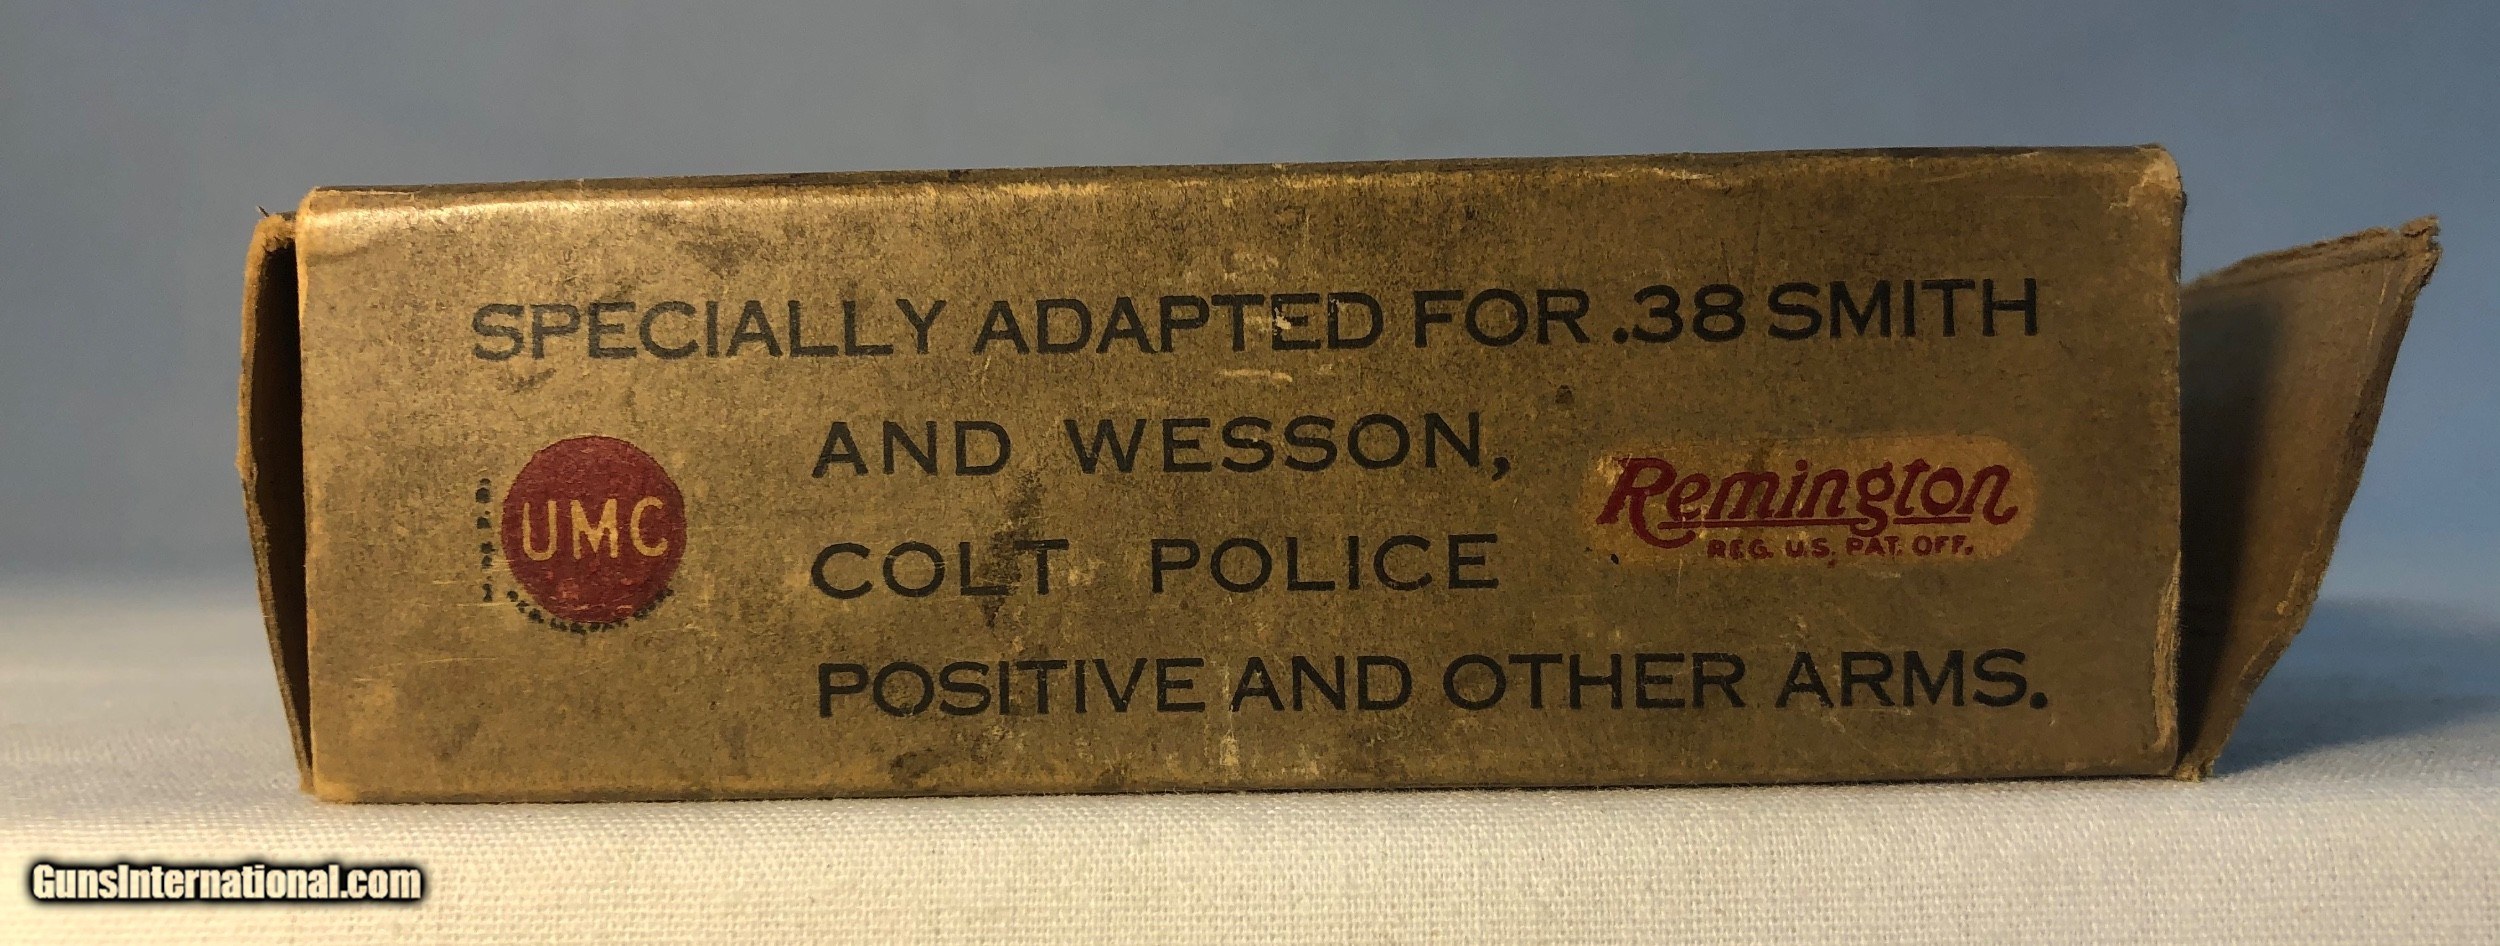 SPECIALLY ADAPTED FOR .38 SMITH
AND WESSON,
UMC
Remington
REG. U.S. PAT. OFF.
COLT POLICE
POSITIVE AND OTHER ARMS.
GunsInternational.com